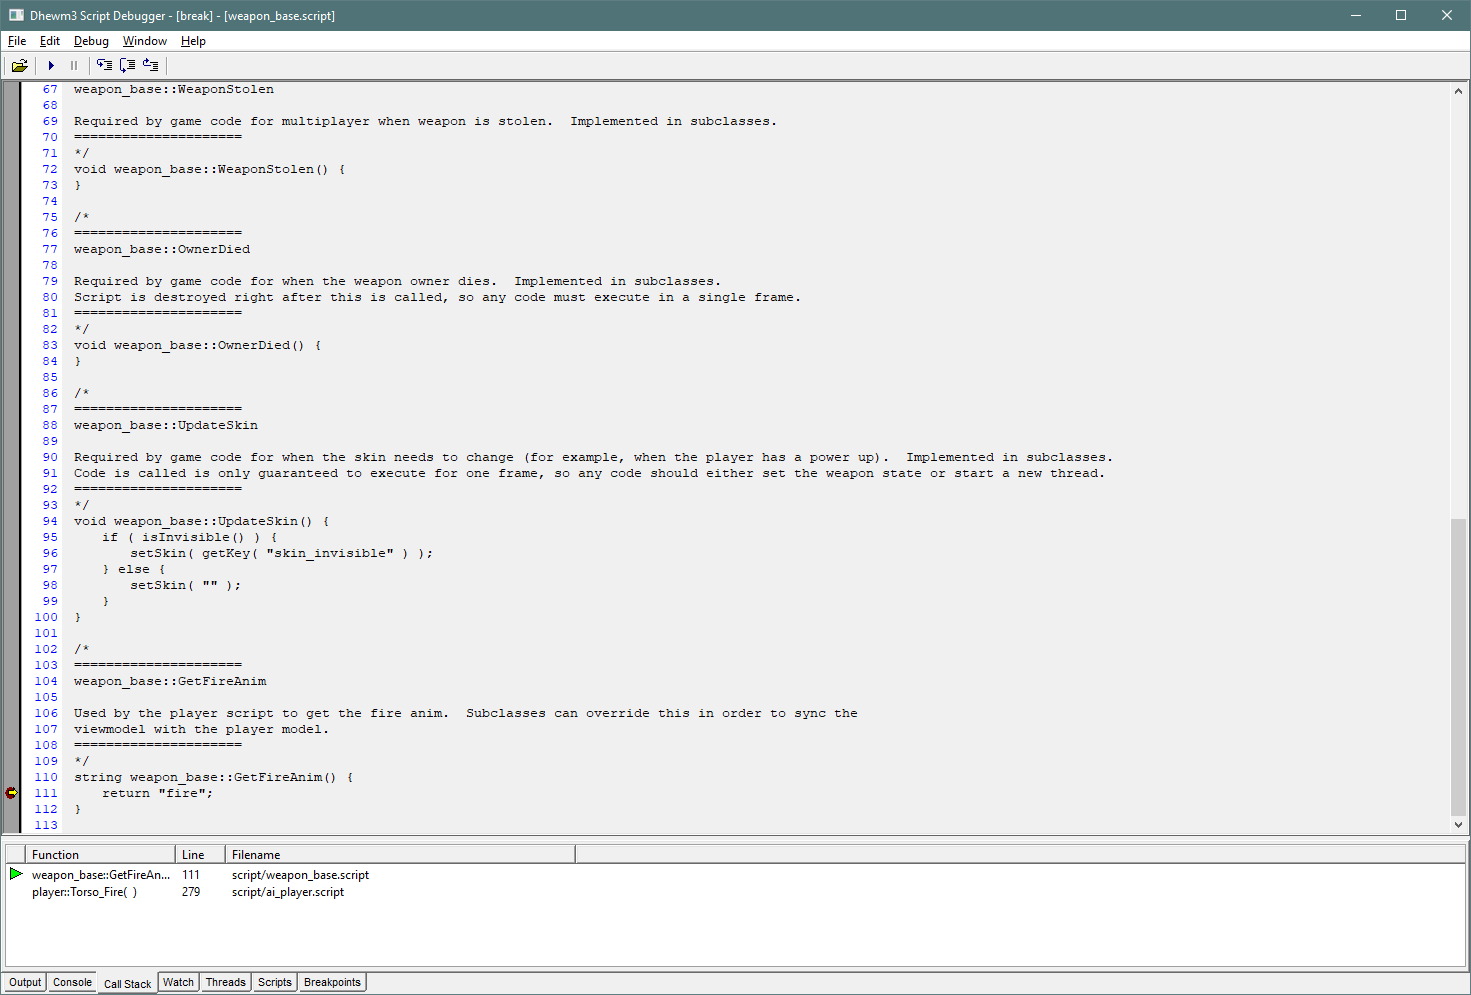 Dhewm3 Script Debugger - [break] - [weapon_base.script]
File Edit Debug Window Help
67 weapon_base::WeaponStolen
68
69 Required by game code for multiplayer when weapon is stolen.  Implemented in subclasses.
70 =====================
71 */
72 void weapon_base::WeaponStolen() {
73 }
74
75 /*
76 =====================
77 weapon_base::OwnerDied
78
79 Required by game code for when the weapon owner dies.  Implemented in subclasses.
80 Script is destroyed right after this is called, so any code must execute in a single frame.
81 =====================
82 */
83 void weapon_base::OwnerDied() {
84 }
85
86 /*
87 =====================
88 weapon_base::UpdateSkin
89
90 Required by game code for when the skin needs to change (for example, when the player has a power up).  Implemented in subclasses.
91 Code is called is only guaranteed to execute for one frame, so any code should either set the weapon state or start a new thread.
92 =====================
93 */
94 void weapon_base::UpdateSkin() {
95 if ( isInvisible() ) {
96 setSkin( getKey( "skin_invisible" ) );
97 } else {
98 setSkin( "" );
99 }
100 }
101
102 /*
103 =====================
104 weapon_base::GetFireAnim
105
106 Used by the player script to get the fire anim.  Subclasses can override this in order to sync the
107 viewmodel with the player model.
108 =====================
109 */
110 string weapon_base::GetFireAnim() {
111 return "fire";
112 }
113
Function Line Filename
weapon_base::GetFireAn... 111 script/weapon_base.script
player::Torso_Fire( ) 279 script/ai_player.script
Output Console Call Stack Watch Threads Scripts Breakpoints